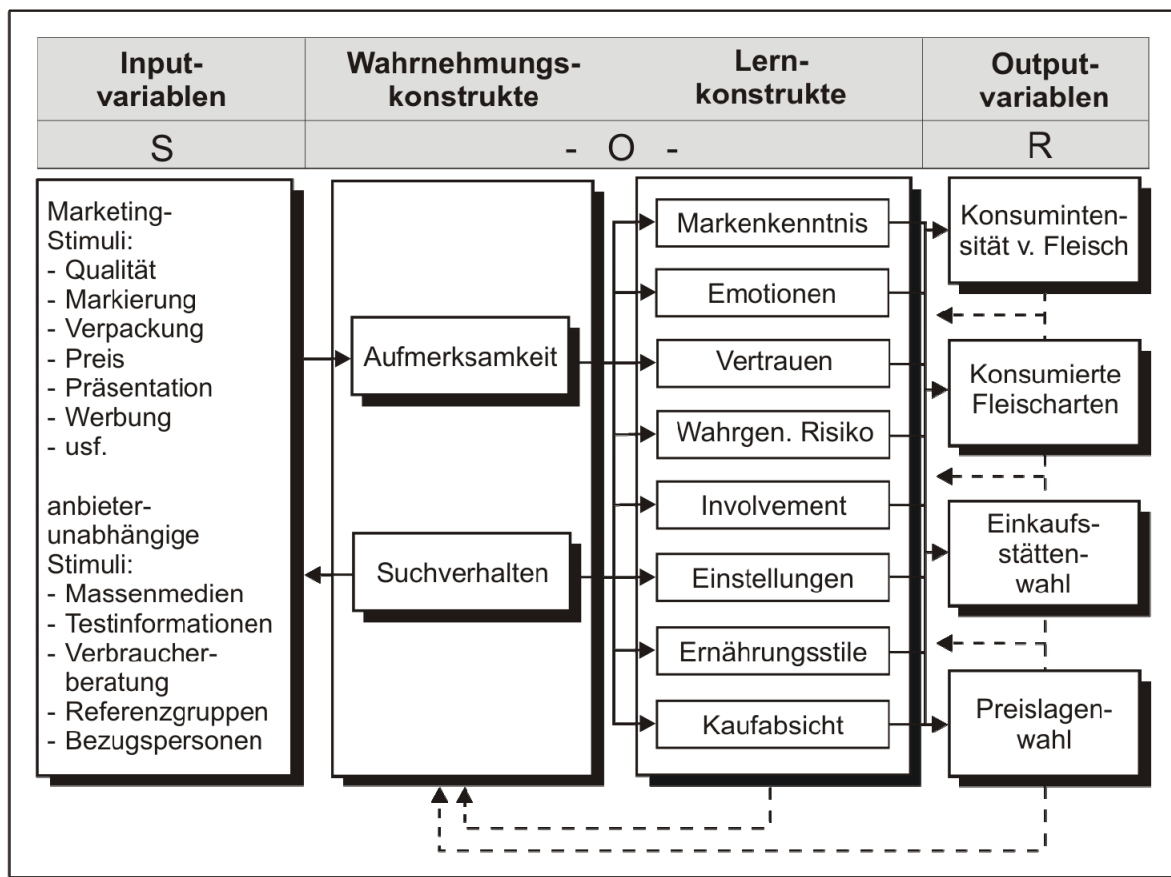 Input-
variablen
Wahrnehmungs-
konstrukte
Lern-
konstrukte
Output-
variablen
S
- O -
R
Marketing-
Stimuli:
- Qualität
- Markierung
- Verpackung
- Preis
- Präsentation
- Werbung
- usf.
anbieter-
unabhängige
Stimuli:
- Massenmedien
- Testinformationen
- Verbraucher-
beratung
- Referenzgruppen
- Bezugspersonen
Aufmerksamkeit
Suchverhalten
Markenkenntnis
Emotionen
Vertrauen
Wahrgen. Risiko
Involvement
Einstellungen
Ernährungsstile
Kaufabsicht
Konsuminten-
sität v. Fleisch
Konsumierte
Fleischarten
Einkaufs-
stätten-
wahl
Preislagen-
wahl